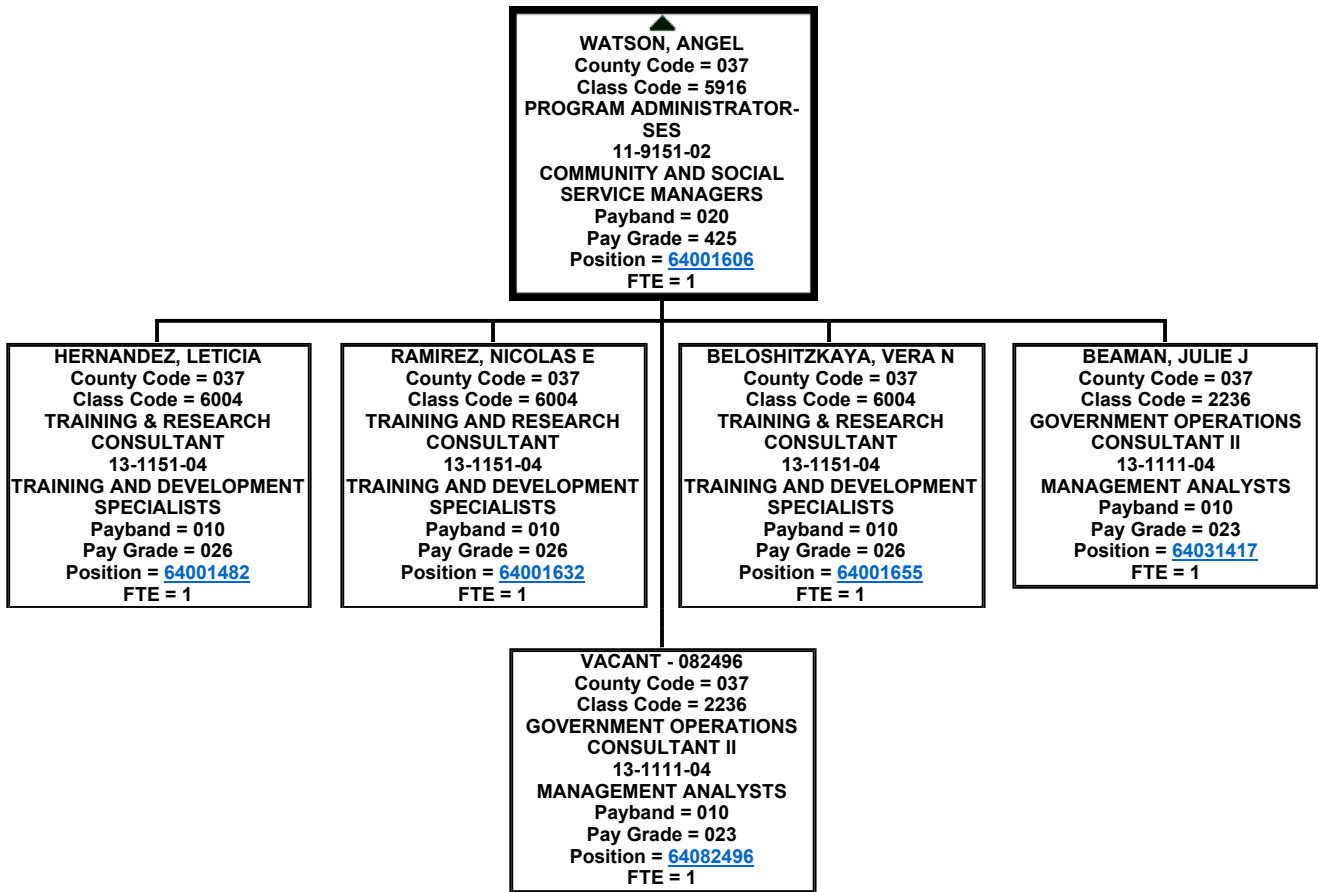 WATSON, ANGEL
County Code = 037
Class Code = 5916
PROGRAM ADMINISTRATOR-
SES
11-9151-02
COMMUNITY AND SOCIAL
SERVICE MANAGERS
Payband = 020
Pay Grade = 425
Position = 64001606
FTE = 1
HERNANDEZ, LETICIA
County Code = 037
Class Code = 6004
TRAINING & RESEARCH
CONSULTANT
13-1151-04
TRAINING AND DEVELOPMENT
SPECIALISTS
Payband = 010
Pay Grade = 026
Position = 64001482
FTE = 1
RAMIREZ, NICOLAS E
County Code = 037
Class Code = 6004
TRAINING AND RESEARCH
CONSULTANT
13-1151-04
TRAINING AND DEVELOPMENT
SPECIALISTS
Payband = 010
Pay Grade = 026
Position = 64001632
FTE = 1
BELOSHITZKAYA, VERA N
County Code = 037
Class Code = 6004
TRAINING & RESEARCH
CONSULTANT
13-1151-04
TRAINING AND DEVELOPMENT
SPECIALISTS
Payband = 010
Pay Grade = 026
Position = 64001655
FTE = 1
BEAMAN, JULIE J
County Code = 037
Class Code = 2236
GOVERNMENT OPERATIONS
CONSULTANT II
13-1111-04
MANAGEMENT ANALYSTS
Payband = 010
Pay Grade = 023
Position = 64031417
FTE = 1
VACANT - 082496
County Code = 037
Class Code = 2236
GOVERNMENT OPERATIONS
CONSULTANT II
13-1111-04
MANAGEMENT ANALYSTS
Payband = 010
Pay Grade = 023
Position = 64082496
FTE = 1